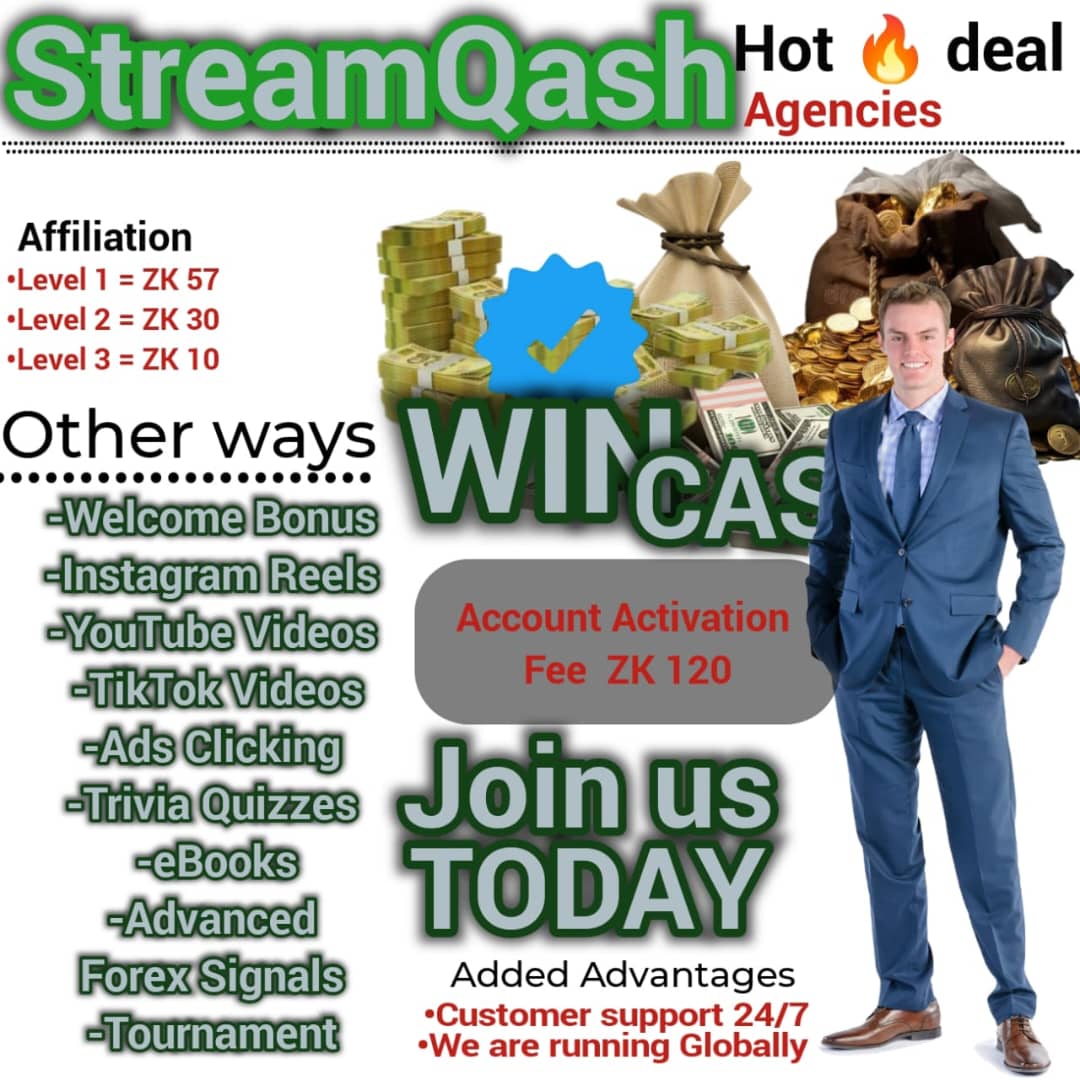 StreamQash
Hot 🔥 deal
Agencies
Affiliation
•Level 1 = ZK 57
•Level 2 = ZK 30
•Level 3 = ZK 10
Other ways
-Welcome Bonus
-Instagram Reels
-YouTube Videos
-TikTok Videos
-Ads Clicking
-Trivia Quizzes
-eBooks
-Advanced
Forex Signals
-Tournament
WIN
CAS
Account Activation
Fee ZK 120
Join us
TODAY
Added Advantages
•Customer support 24/7
•We are running Globally